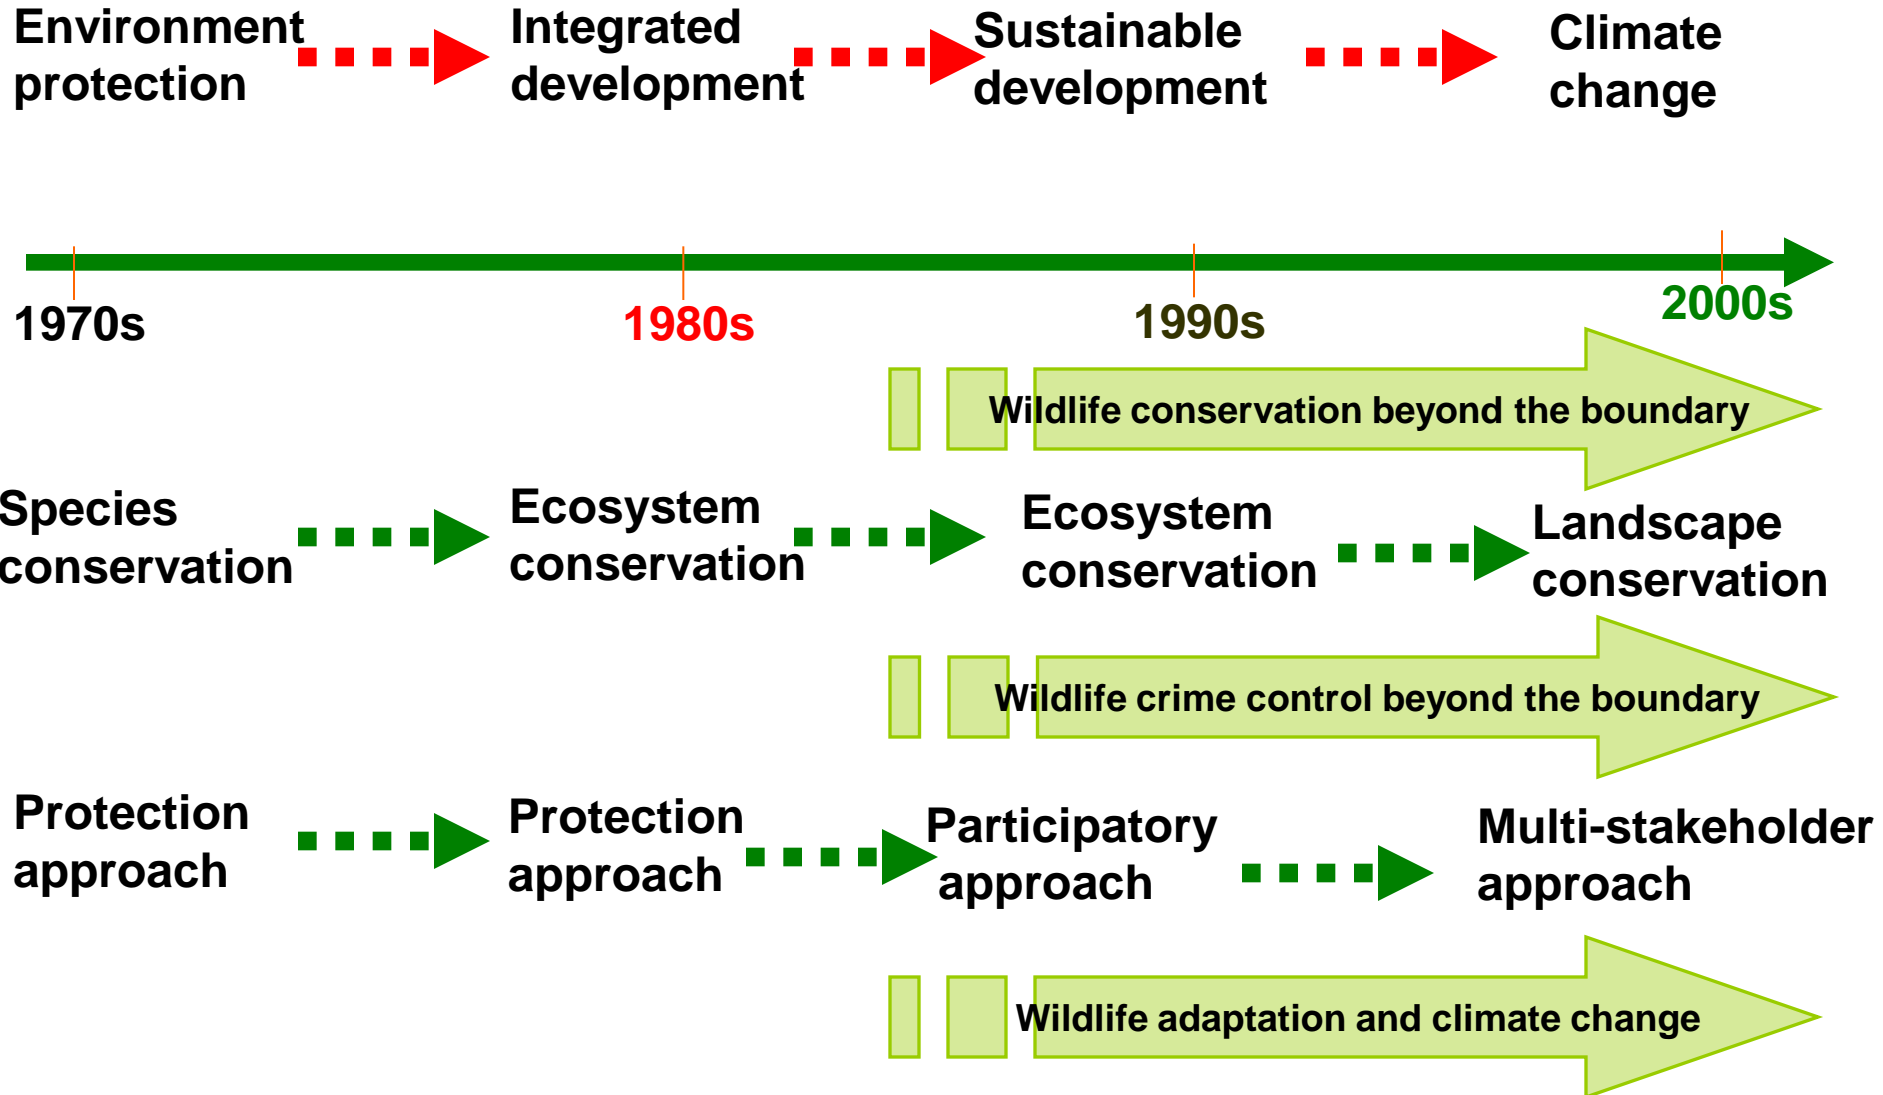 Environment
protection
Integrated
development
Sustainable
development
Climate
change
1970s
1980s
1990s
2000s
Wildlife conservation beyond the boundary
Species
conservation
Ecosystem
conservation
Ecosystem
conservation
Landscape
conservation
Wildlife crime control beyond the boundary
Protection
approach
Protection
approach
Participatory
approach
Multi-stakeholder
approach
Wildlife adaptation and climate change